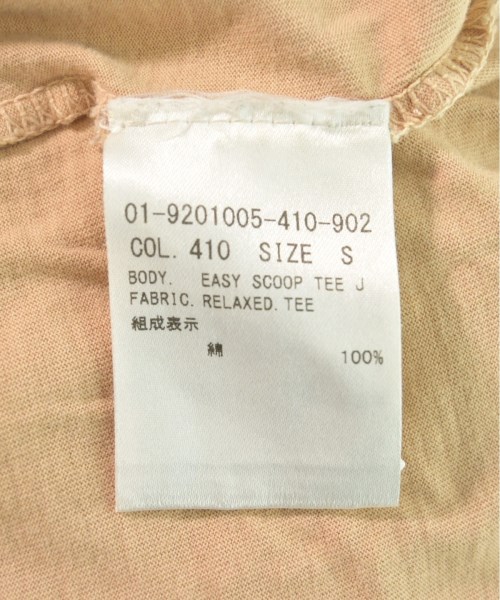 01-9201005-410-902
COL. 410 SIZE S
BODY. EASY SCOOP TEE J
FABRIC. RELAXED. TEE
組成表示
綿 100%